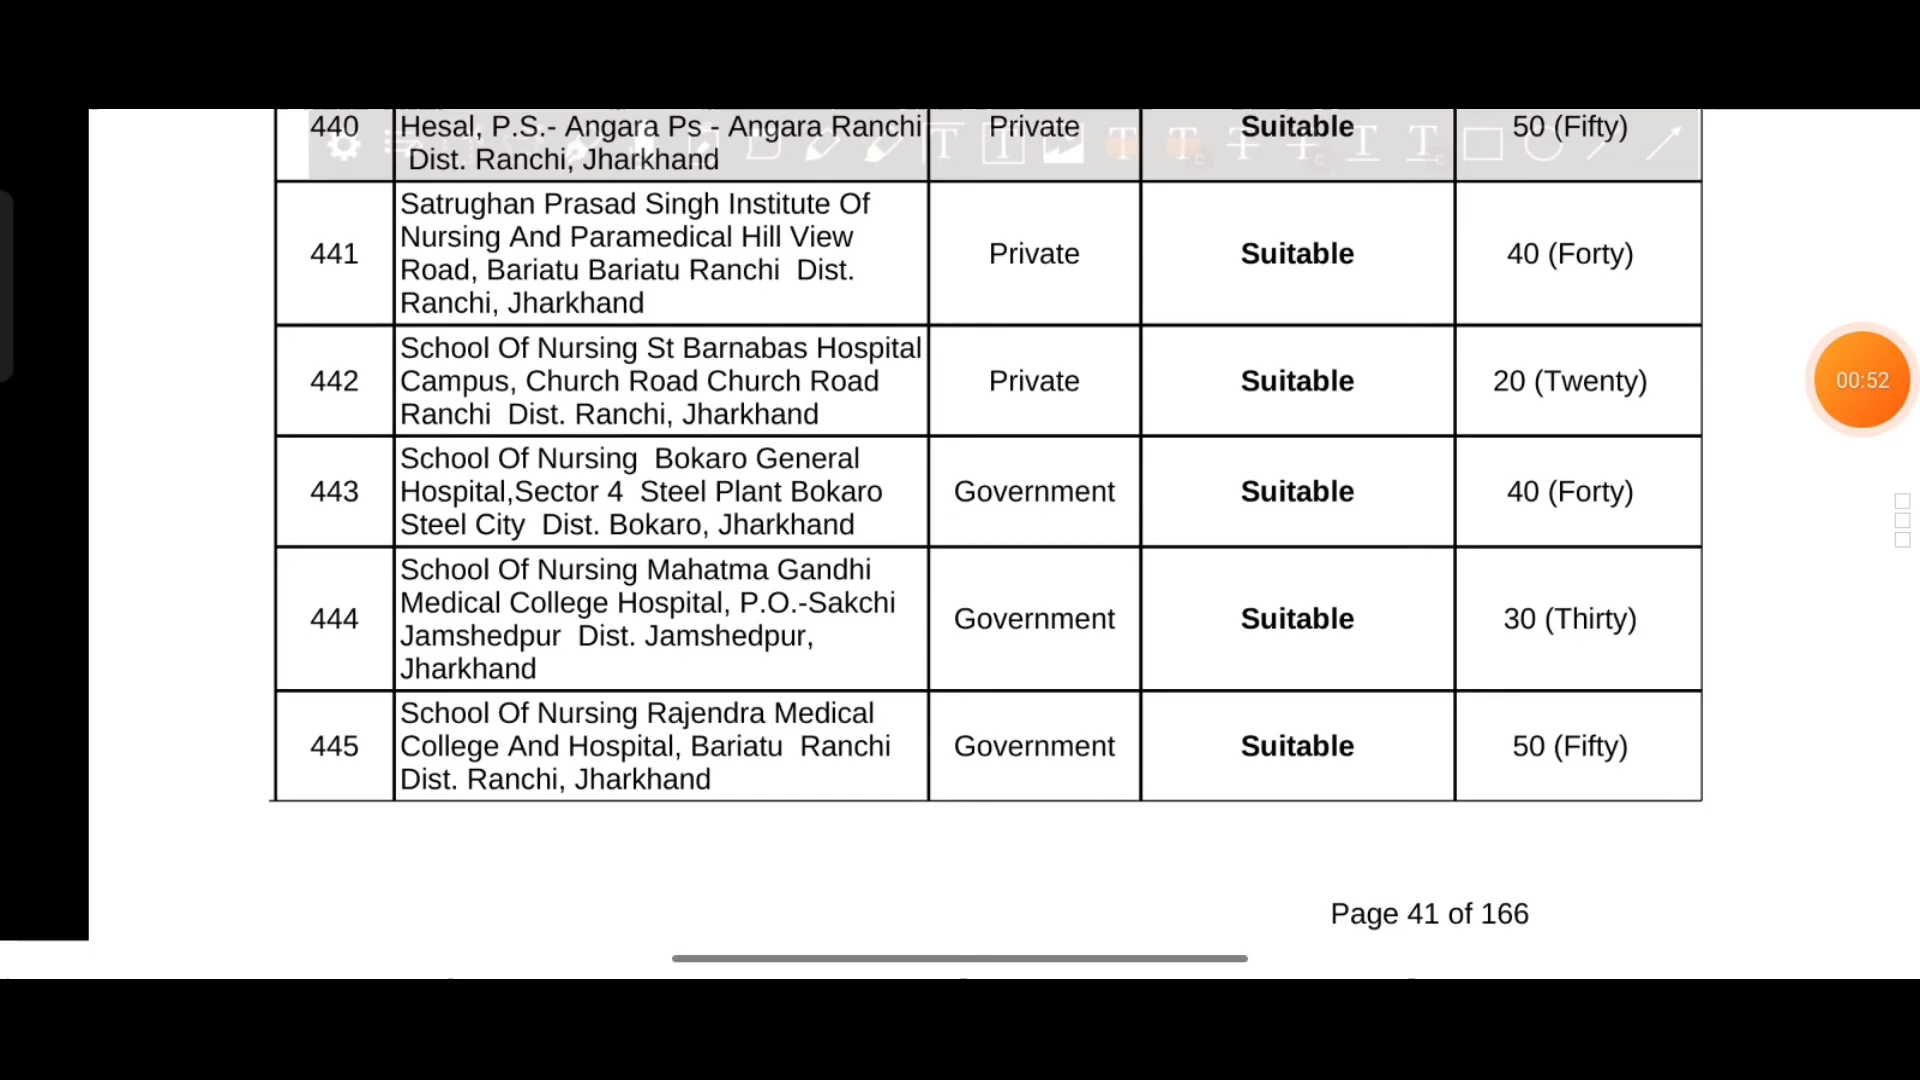 440 Hesal, P.S.- Angara Ps - Angara Ranchi Private Suitable 50 (Fifty)
Dist. Ranchi, Jharkhand
Satrughan Prasad Singh Institute Of
Nursing And Paramedical Hill View
441 Private Suitable 40 (Forty)
Road, Bariatu Bariatu Ranchi Dist.
Ranchi, Jharkhand
School Of Nursing St Barnabas Hospital
442 Campus, Church Road Church Road Private Suitable 20 (Twenty)
Ranchi Dist. Ranchi, Jharkhand
00:52
School Of Nursing Bokaro General
443 Hospital,Sector 4 Steel Plant Bokaro Government Suitable 40 (Forty)
Steel City Dist. Bokaro, Jharkhand
School Of Nursing Mahatma Gandhi
Medical College Hospital, P.O.-Sakchi
444 Government Suitable 30 (Thirty)
Jamshedpur Dist. Jamshedpur,
Jharkhand
School Of Nursing Rajendra Medical
445 College And Hospital, Bariatu Ranchi Government Suitable 50 (Fifty)
Dist. Ranchi, Jharkhand
Page 41 of 166